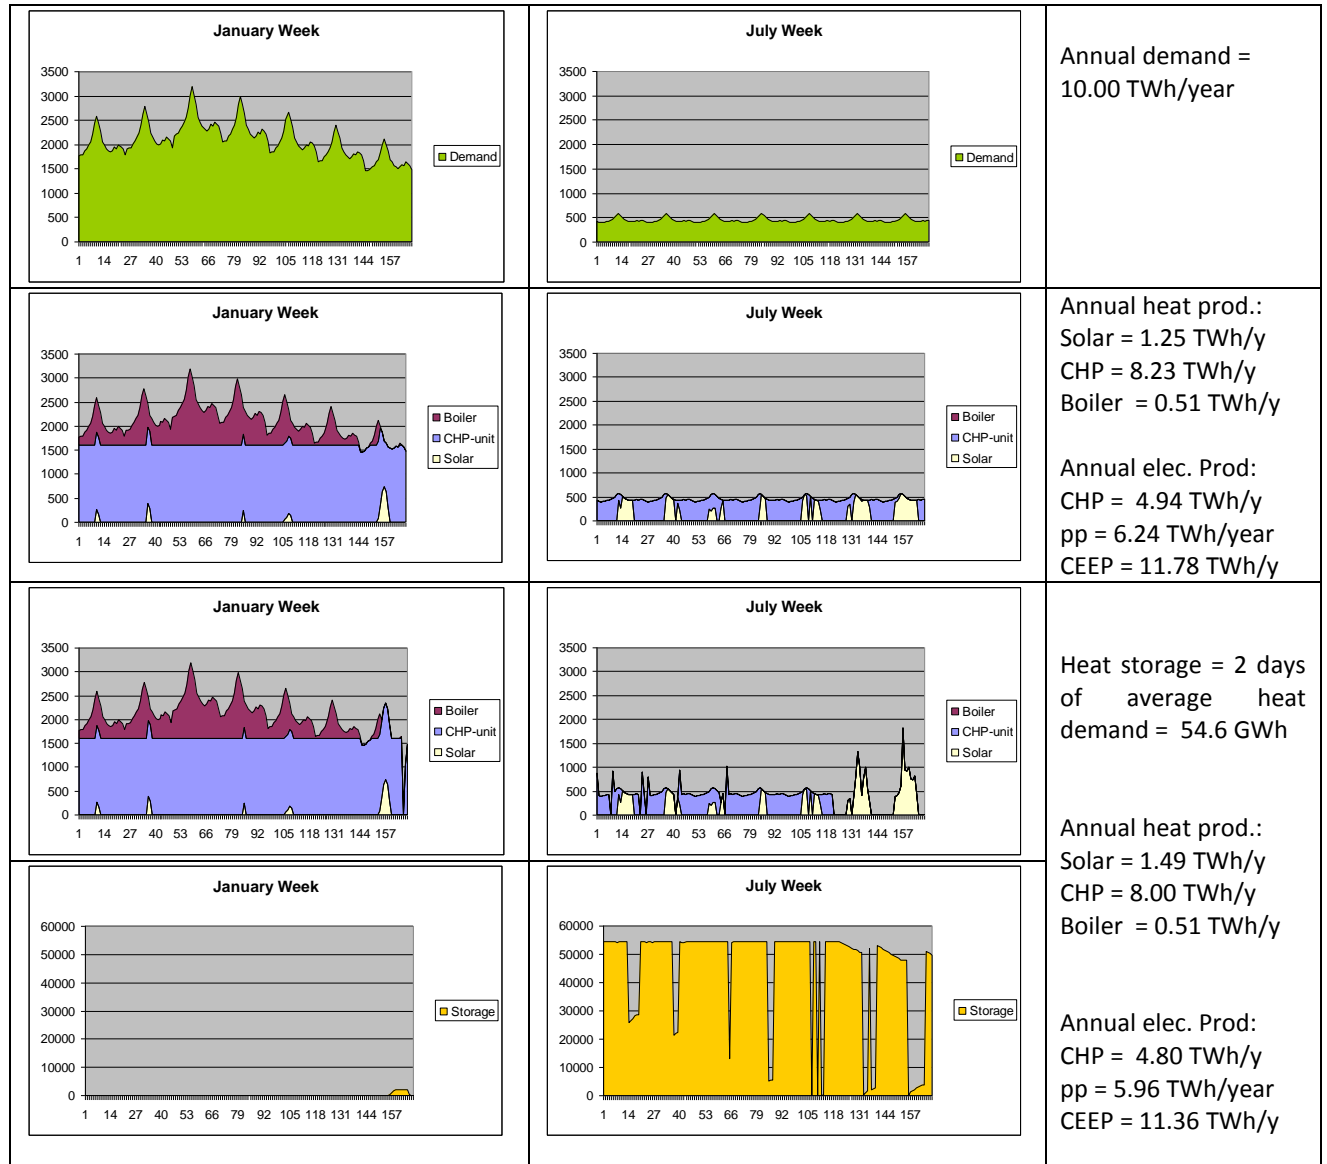 January Week
3500
3000
2500
2000
1500
1000
500
0
1 14 27 40 53 66 79 92 105 118 131 144 157
Demand
July Week
3500
3000
2500
2000
1500
1000
500
0
1 14 27 40 53 66 79 92 105 118 131 144 157
Demand
Annual demand =
10.00 TWh/year
January Week
3500
3000
2500
2000
1500
1000
500
0
1 14 27 40 53 66 79 92 105 118 131 144 157
Boiler
CHP-unit
Solar
July Week
3500
3000
2500
2000
1500
1000
500
0
1 14 27 40 53 66 79 92 105 118 131 144 157
Boiler
CHP-unit
Solar
Annual heat prod.:
Solar = 1.25 TWh/y
CHP = 8.23 TWh/y
Boiler = 0.51 TWh/y
Annual elec. Prod:
CHP = 4.94 TWh/y
pp = 6.24 TWh/year
CEEP = 11.78 TWh/y
January Week
3500
3000
2500
2000
1500
1000
500
0
1 14 27 40 53 66 79 92 105 118 131 144 157
Boiler
CHP-unit
Solar
July Week
3500
3000
2500
2000
1500
1000
500
0
1 14 27 40 53 66 79 92 105 118 131 144 157
Boiler
CHP-unit
Solar
January Week
60000
50000
40000
30000
20000
10000
0
1 14 27 40 53 66 79 92 105 118 131 144 157
Storage
July Week
60000
50000
40000
30000
20000
10000
0
1 14 27 40 53 66 79 92 105 118 131 144 157
Storage
Heat storage = 2 days
of average heat
demand = 54.6 GWh
Annual heat prod.:
Solar = 1.49 TWh/y
CHP = 8.00 TWh/y
Boiler = 0.51 TWh/y
Annual elec. Prod:
CHP = 4.80 TWh/y
pp = 5.96 TWh/year
CEEP = 11.36 TWh/y